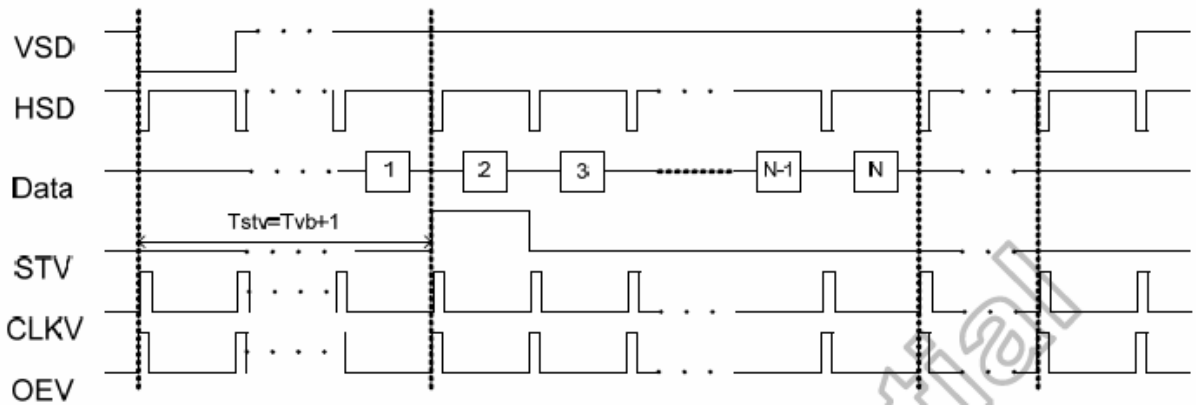 VSD
HSD
Data
1
2
3
N-1
N
Tstv=Tvb+1
STV
CLKV
OEV